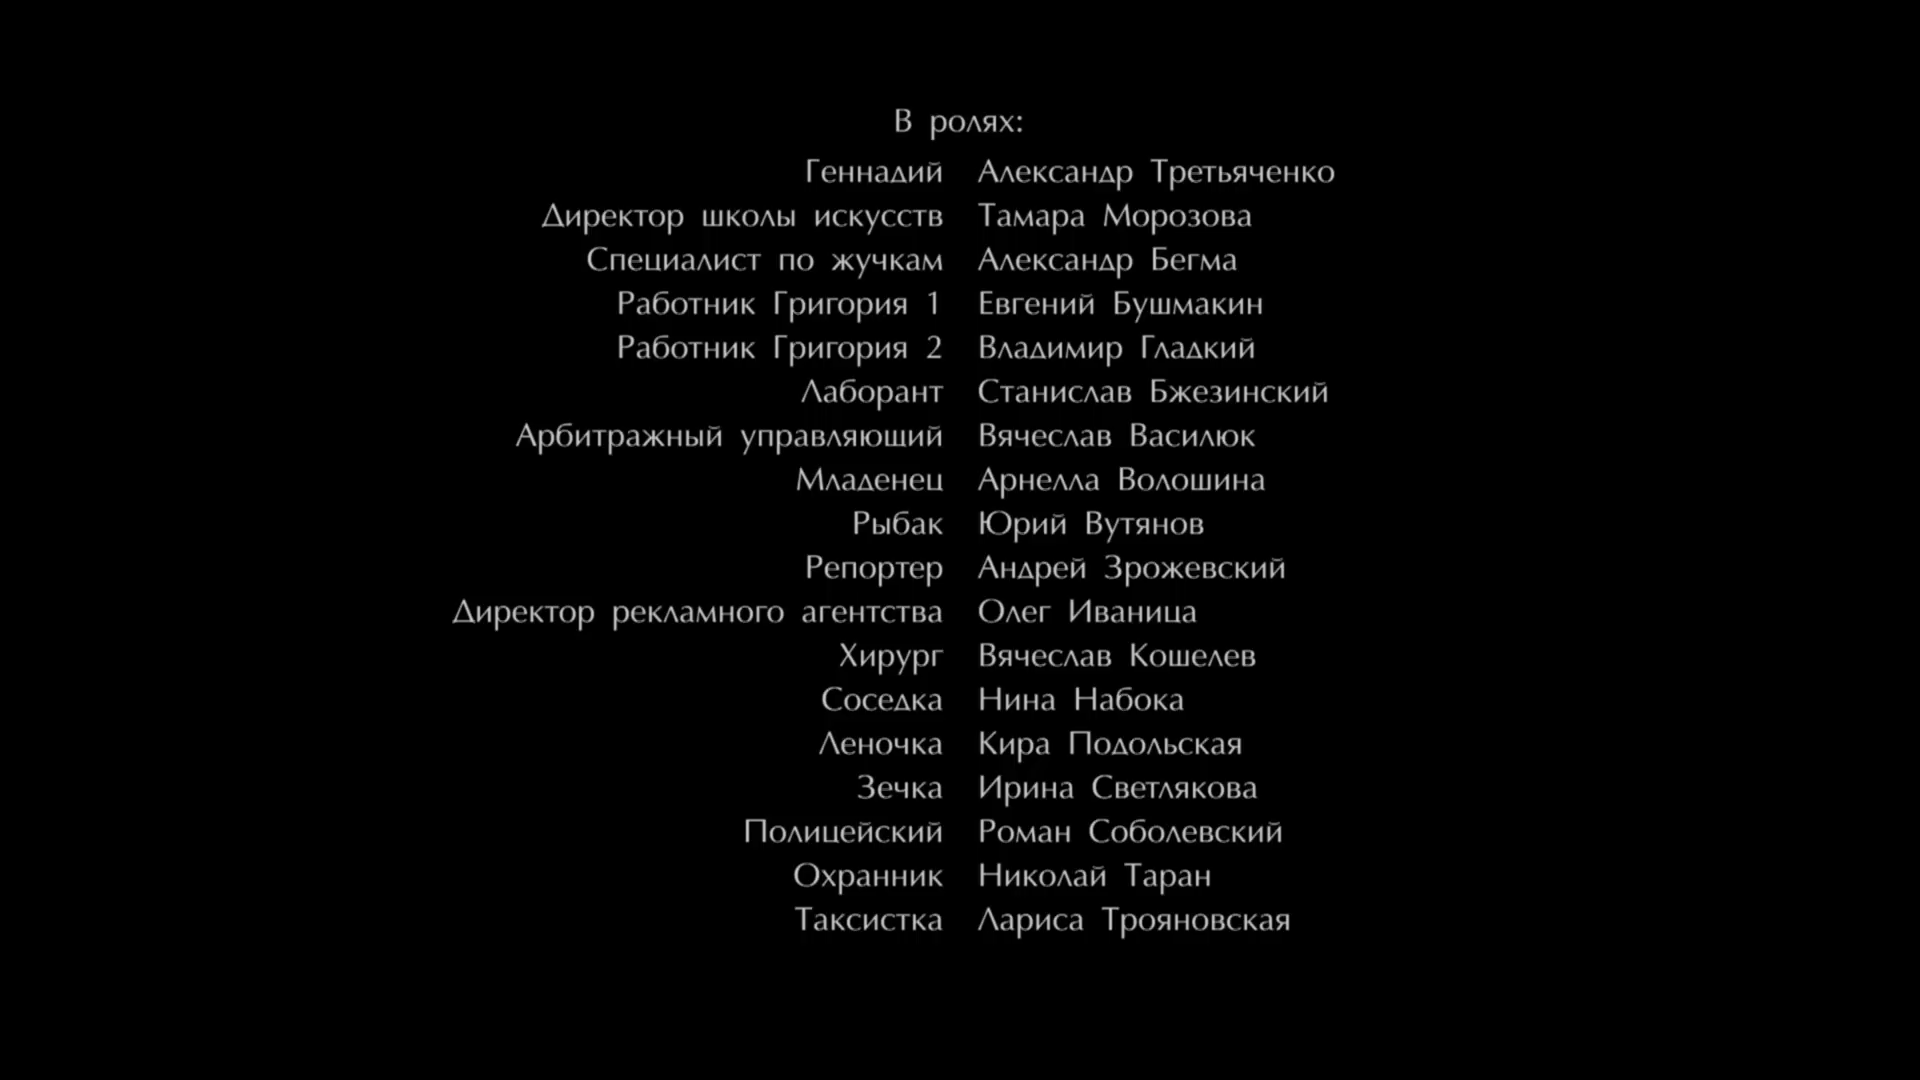 В ролях:
Геннадий Александр Третьяченко
Директор школы искусств Тамара Морозова
Специалист по жучкам Александр Бегма
Работник Григория 1 Евгений Бушмакин
Работник Григория 2 Владимир Гладкий
Лаборант Станислав Бжезинский
Арбитражный управляющий Вячеслав Василюк
Младенец Арнелла Волошина
Рыбак Юрий Вутянов
Репортер Андрей Зрожевский
Директор рекламного агентства Олег Иваница
Хирург Вячеслав Кошелев
Соседка Нина Набока
Леночка Кира Подольская
Зечка Ирина Светлякова
Полицейский Роман Соболевский
Охранник Николай Таран
Таксистка Лариса Трояновская